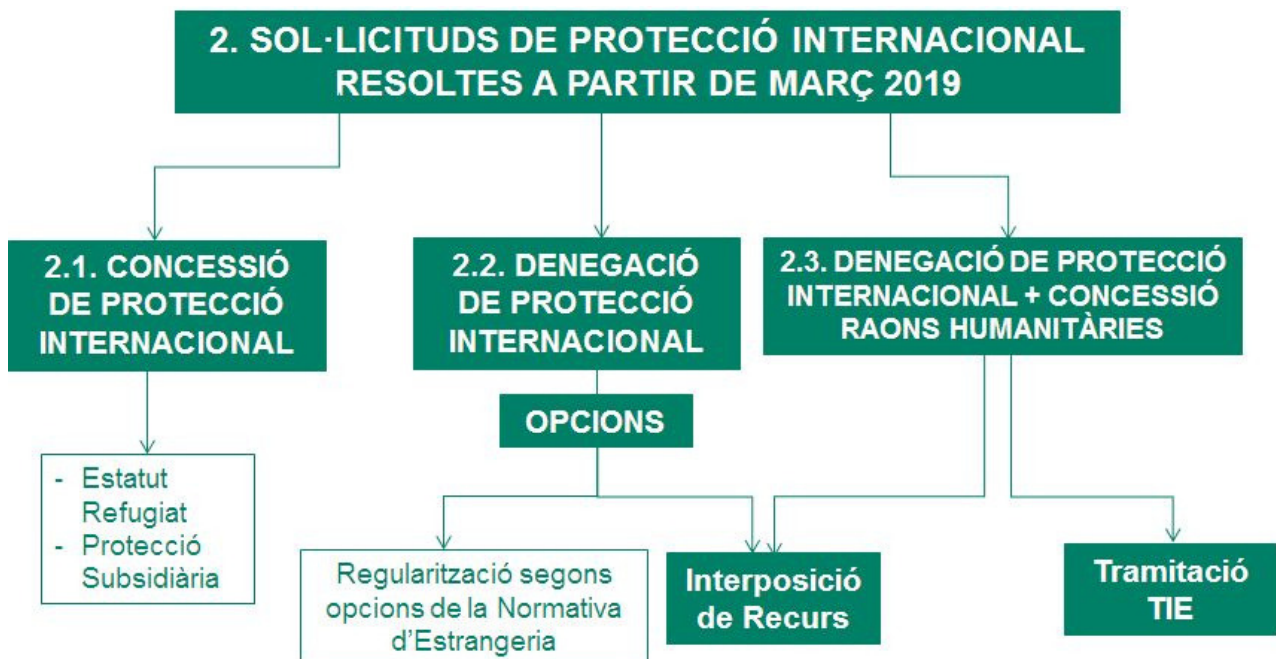 2. SOL·LICITUDS DE PROTECCIÓ INTERNACIONAL
RESOLTES A PARTIR DE MARÇ 2019
2.1. CONCESSIÓ
DE PROTECCIÓ
INTERNACIONAL
2.2. DENEGACIÓ
DE PROTECCIÓ
INTERNACIONAL
2.3. DENEGACIÓ DE PROTECCIÓ
INTERNACIONAL + CONCESSIÓ
RAONS HUMANITÀRIES
OPCIONS
- Estatut
Refugiat
- Protecció
Subsidiària
Regularització segons
opcions de la Normativa
d'Estrangeria
Interposició
de Recurs
Tramitació
TIE